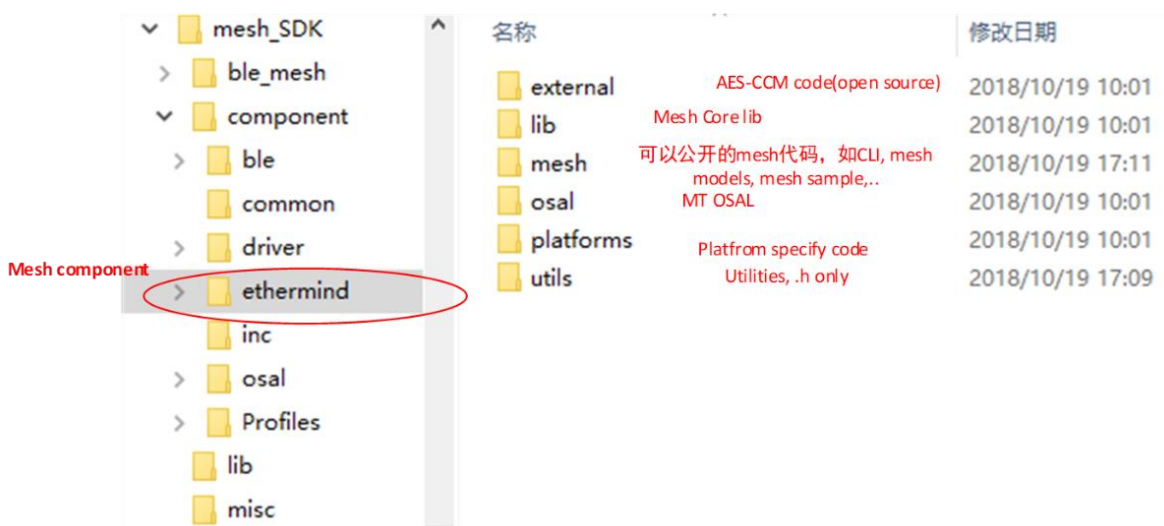 mesh_SDK
ble_mesh
component
ble
common
driver
Mesh component
ethermind
inc
osal
Profiles
lib
misc
名称 修改日期
external AES-CCM code(open source) 2018/10/19 10:01
lib Mesh Core lib 2018/10/19 10:01
mesh 可以公开的mesh代码，如CLI, mesh 2018/10/19 17:11
models, mesh sample,..
osal MT OSAL 2018/10/19 10:01
platforms Platfrom specify code 2018/10/19 10:01
utils Utilities, .h only 2018/10/19 17:09